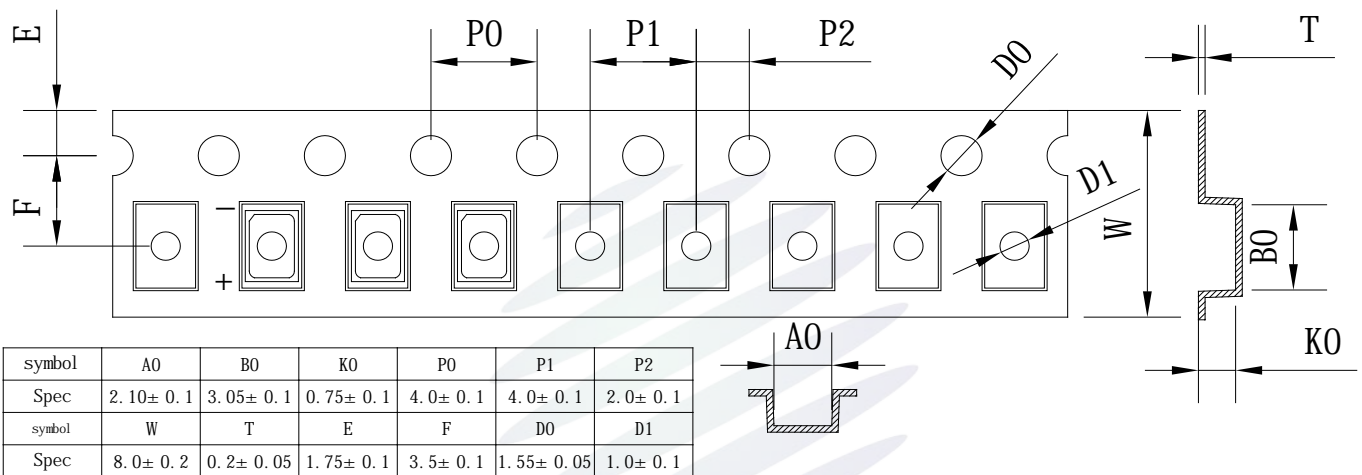 E
P0
P1
P2
D0
T
F
D1
W
B0
−
+
A0
K0
symbol A0 B0 K0 P0 P1 P2
Spec 2.10± 0.1 3.05± 0.1 0.75± 0.1 4.0± 0.1 4.0± 0.1 2.0± 0.1
symbol W T E F D0 D1
Spec 8.0± 0.2 0.2± 0.05 1.75± 0.1 3.5± 0.1 1.55± 0.05 1.0± 0.1